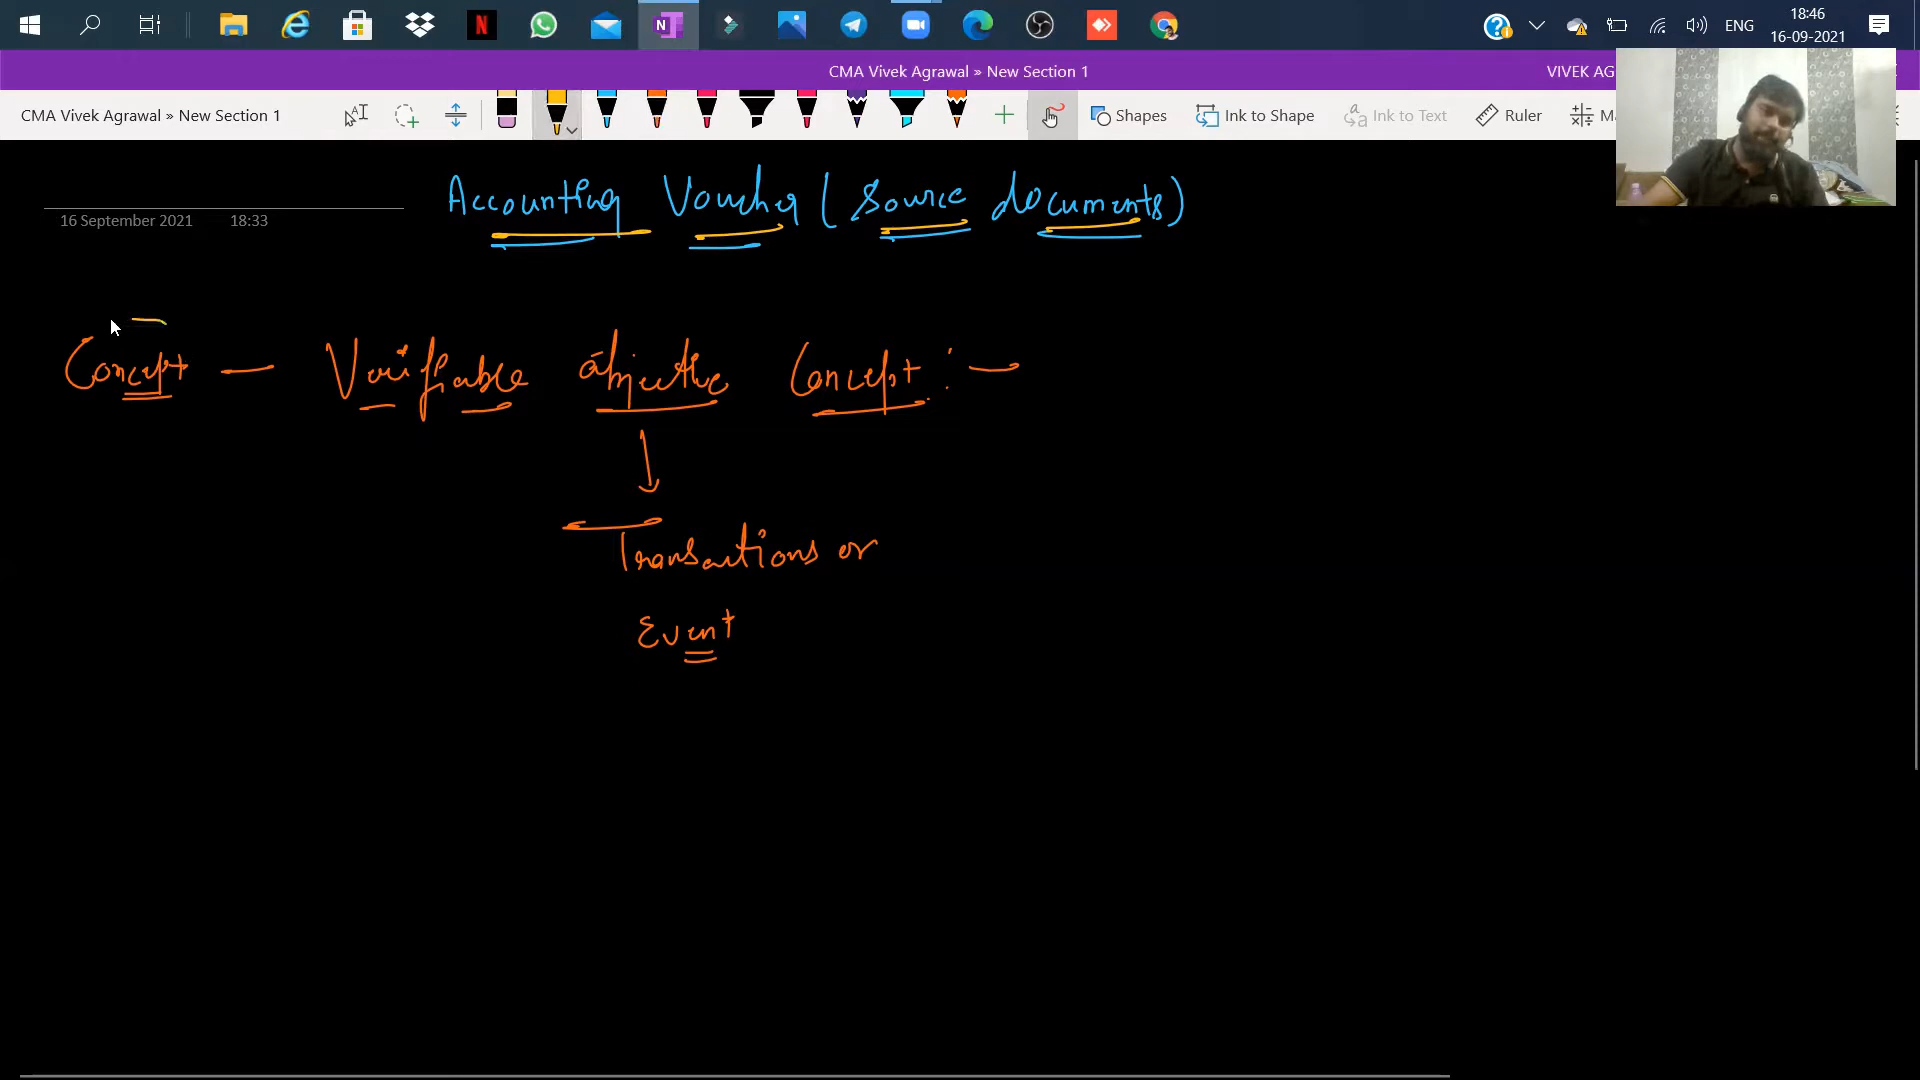 ENG
18:46
16-09-2021
CMA Vivek Agrawal » New Section 1
VIVEK AG
CMA Vivek Agrawal » New Section 1
Shapes
Ink to Shape
Ink to Text
Ruler
Accounting Voucher (Source documents)
16 September 2021 18:33
Concept — Verifiable objective Concept :—
Transactions or
Event